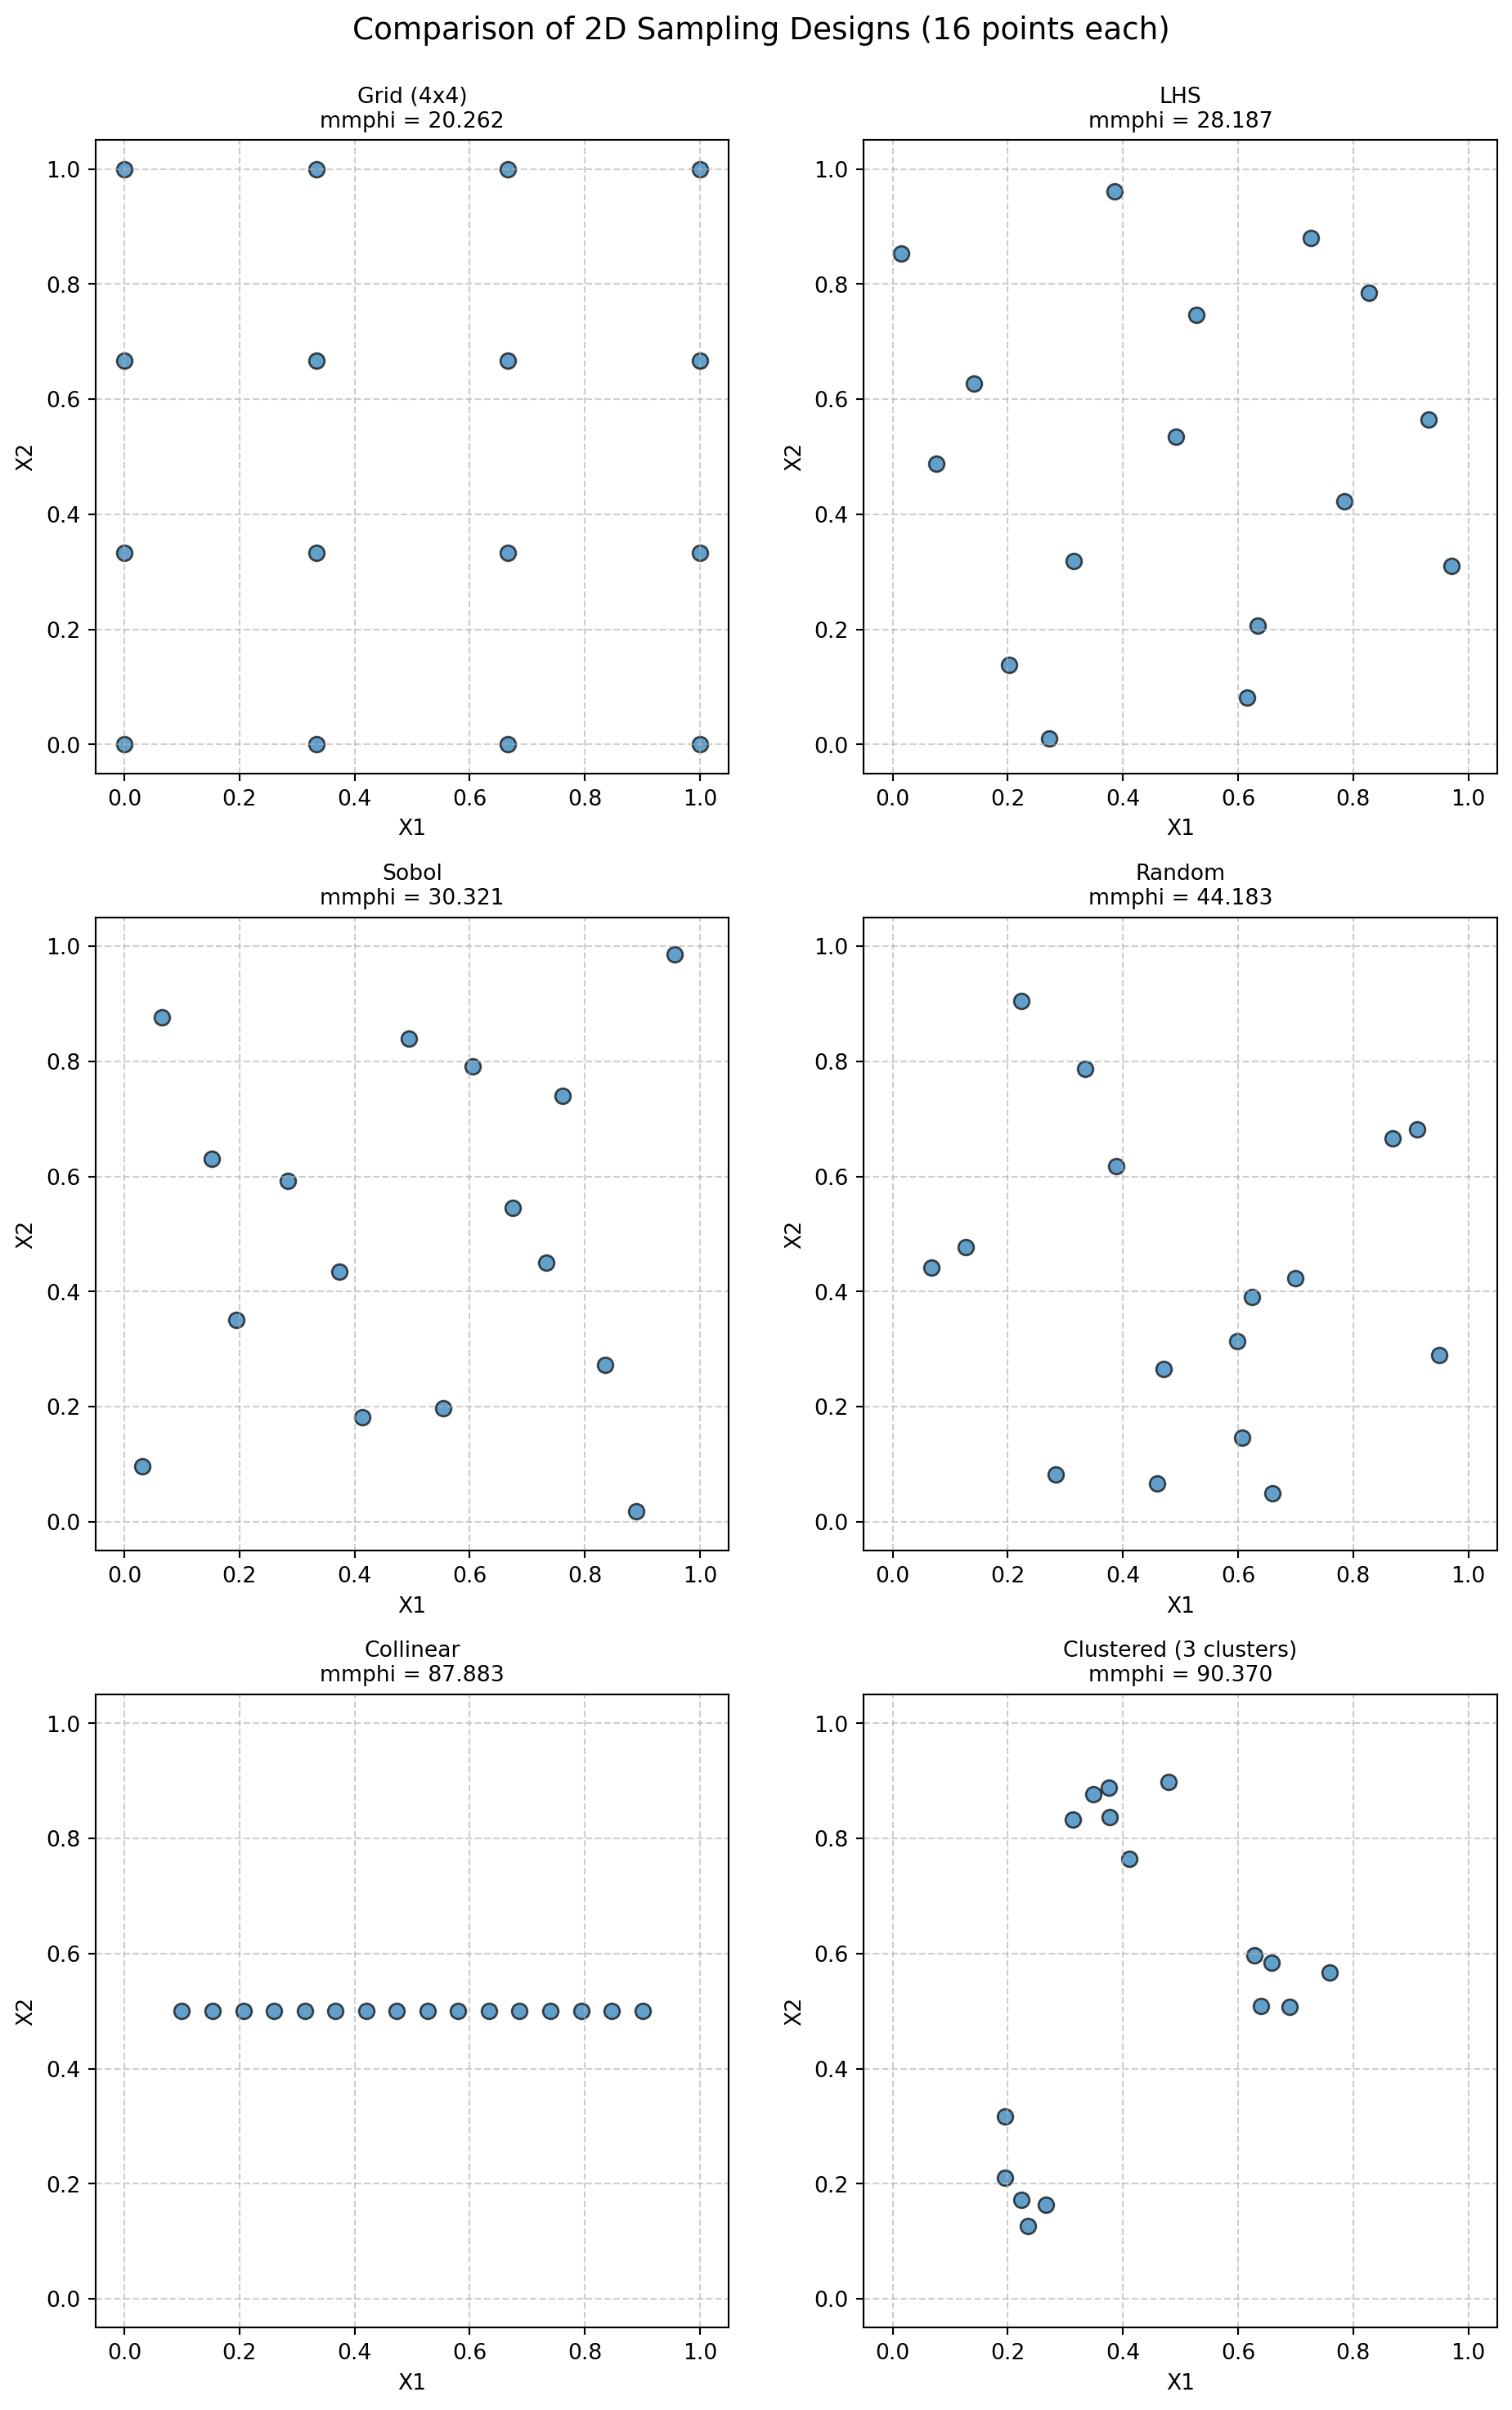 Comparison of 2D Sampling Designs (16 points each)
Grid (4x4)
mmphi = 20.262
1.0
0.8
0.6
0.4
0.2
0.0
X2
0.0 0.2 0.4 0.6 0.8 1.0
X1
LHS
mmphi = 28.187
1.0
0.8
0.6
0.4
0.2
0.0
X2
0.0 0.2 0.4 0.6 0.8 1.0
X1
Sobol
mmphi = 30.321
1.0
0.8
0.6
0.4
0.2
0.0
X2
0.0 0.2 0.4 0.6 0.8 1.0
X1
Random
mmphi = 44.183
1.0
0.8
0.6
0.4
0.2
0.0
X2
0.0 0.2 0.4 0.6 0.8 1.0
X1
Collinear
mmphi = 87.883
1.0
0.8
0.6
0.4
0.2
0.0
X2
0.0 0.2 0.4 0.6 0.8 1.0
X1
Clustered (3 clusters)
mmphi = 90.370
1.0
0.8
0.6
0.4
0.2
0.0
X2
0.0 0.2 0.4 0.6 0.8 1.0
X1